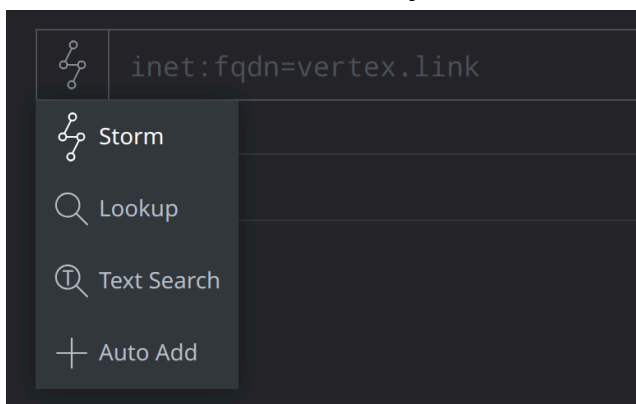 inet:fqdn=vertex.link
Storm
Lookup
Text Search
Auto Add